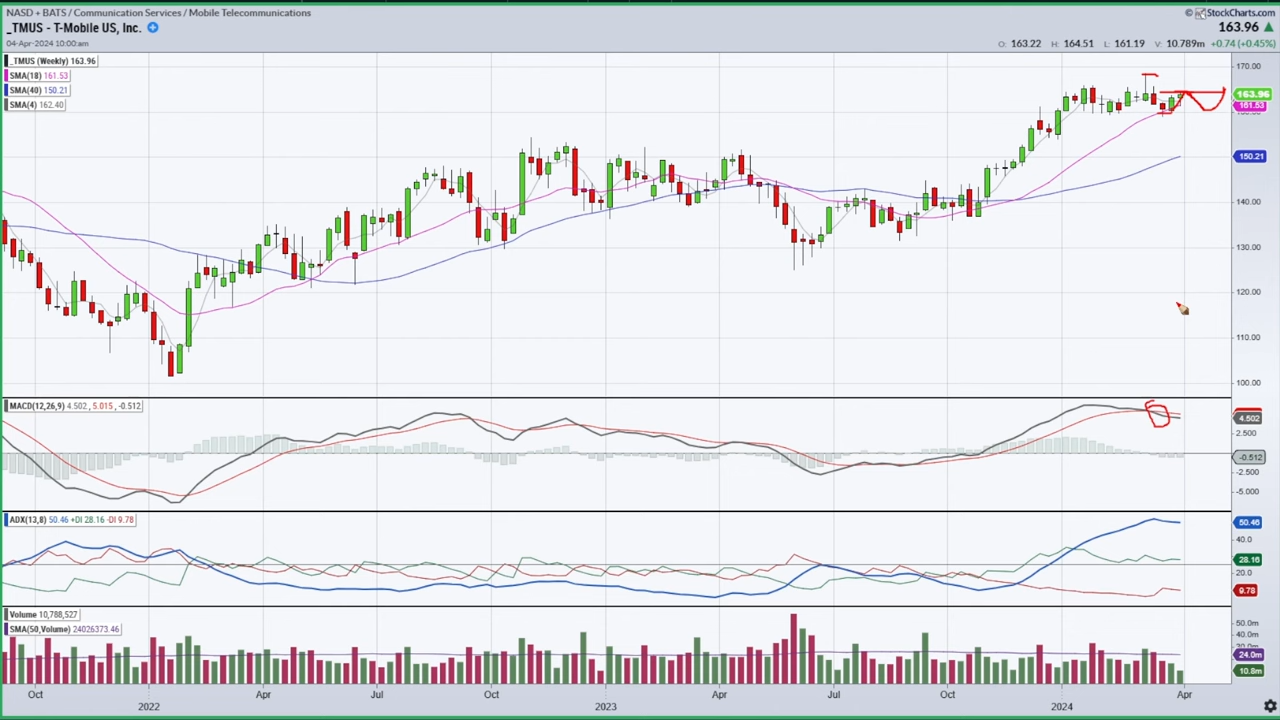 NASD + BATS / Communication Services / Mobile Telecommunications
© StockCharts.com
_TMUS - T-Mobile US, Inc.
163.96
04-Apr-2024 10:00am
O: 163.22 H: 164.51 L: 161.19 V: 10.789m +0.74 (+0.45%)
_TMUS (Weekly) 163.96
SMA(18) 161.53
SMA(40) 150.21
SMA(4) 162.40
170.00
163.96
161.53
150.21
140.00
130.00
120.00
110.00
100.00
MACD(12,26,9) 4.502, 5.015, -0.512
4.502
2.500
-0.512
-2.500
-5.000
ADX(13,8) 50.46 +DI 28.16 -DI 9.78
50.46
40.0
28.16
20.0
9.78
Volume 10,788,527
SMA(50,Volume) 24026373.46
50.0m
40.0m
24.0m
10.8m
Oct 2022 Apr Jul Oct 2023 Apr Jul Oct 2024 Apr